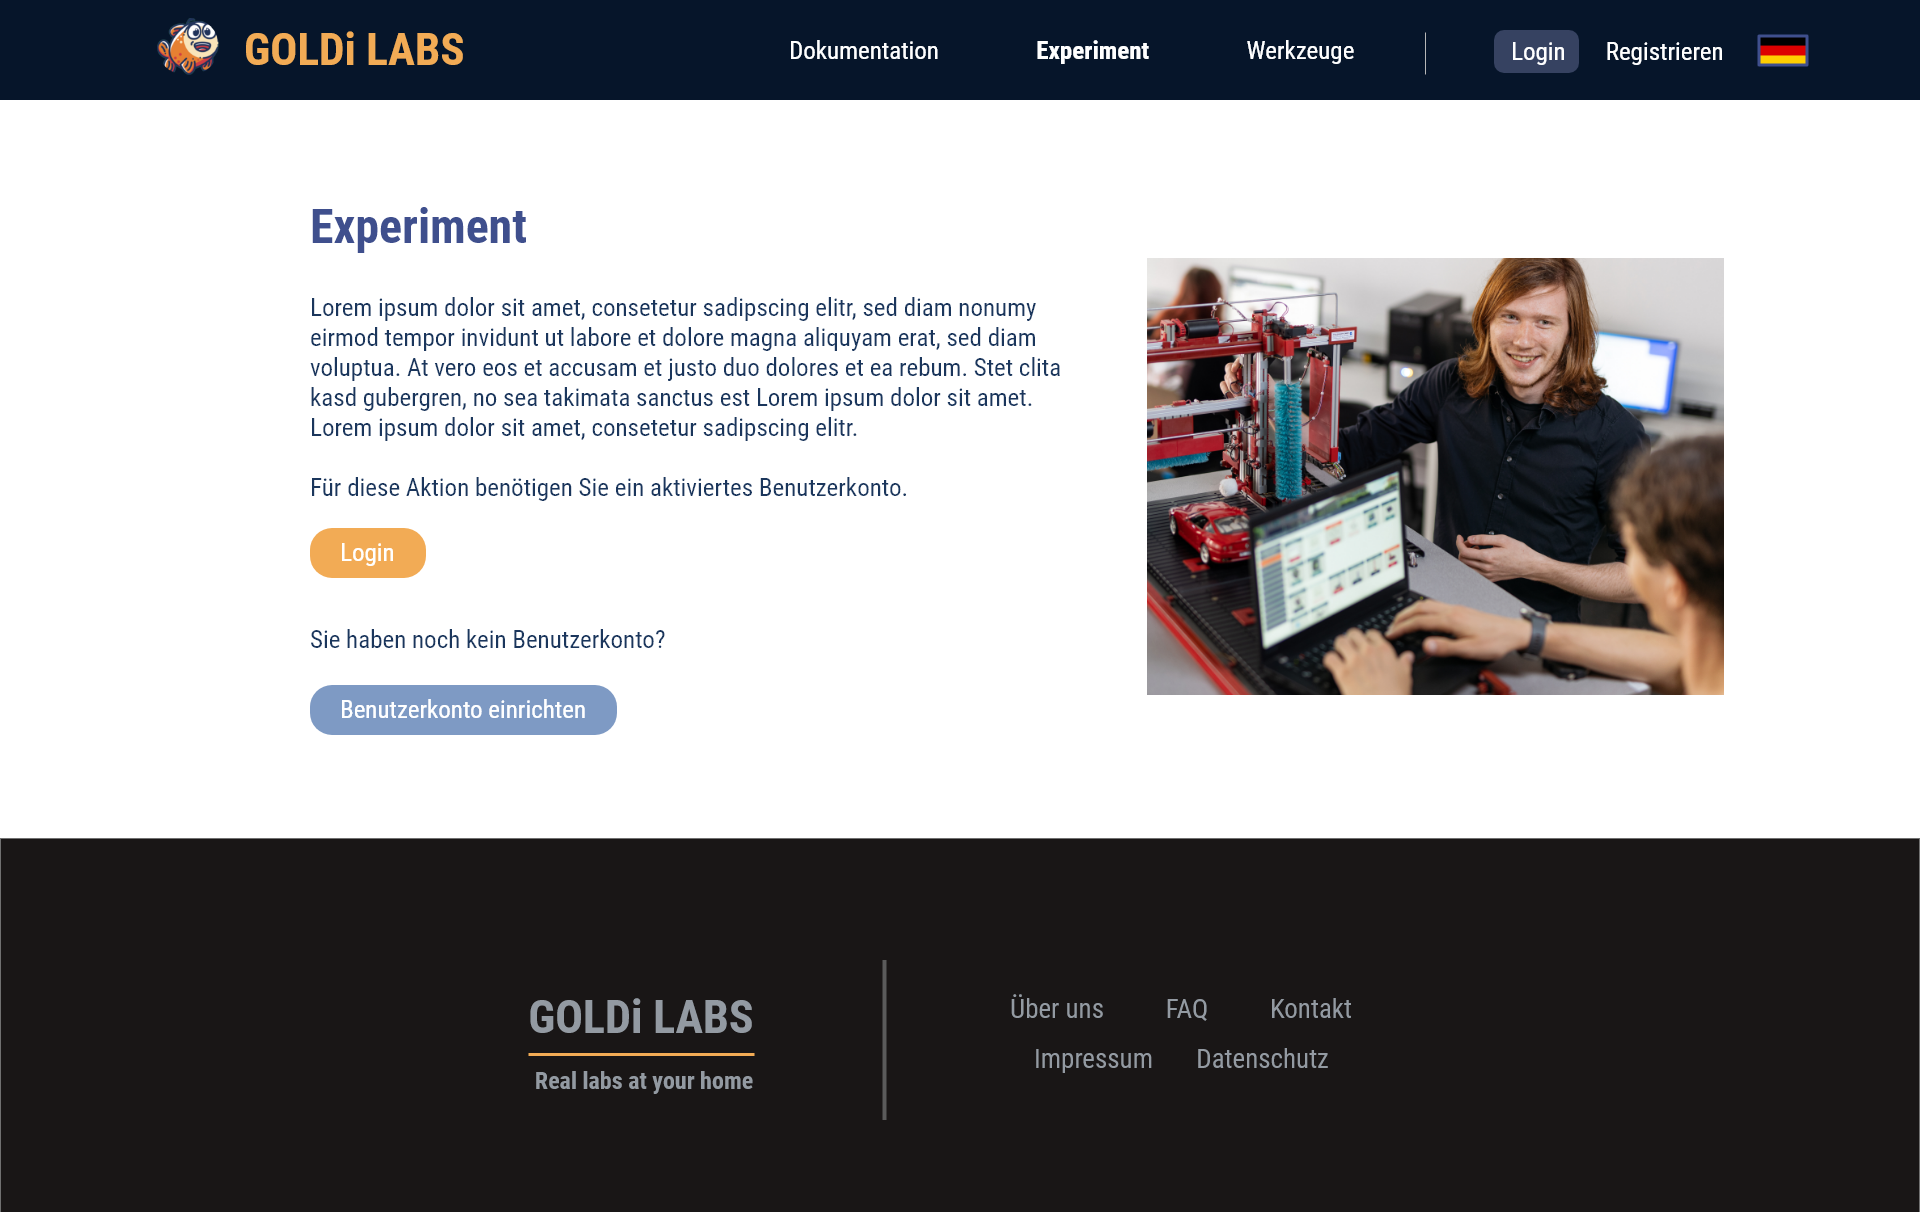 GOLDi LABS
Dokumentation
Experiment
Werkzeuge
Login
Registrieren
Experiment
Lorem ipsum dolor sit amet, consetetur sadipscing elitr, sed diam nonumy
eirmod tempor invidunt ut labore et dolore magna aliquyam erat, sed diam
voluptua. At vero eos et accusam et justo duo dolores et ea rebum. Stet clita
kasd gubergren, no sea takimata sanctus est Lorem ipsum dolor sit amet.
Lorem ipsum dolor sit amet, consetetur sadipscing elitr.
Für diese Aktion benötigen Sie ein aktiviertes Benutzerkonto.
Login
Sie haben noch kein Benutzerkonto?
Benutzerkonto einrichten
GOLDi LABS
Real labs at your home
Über uns
FAQ
Kontakt
Impressum
Datenschutz